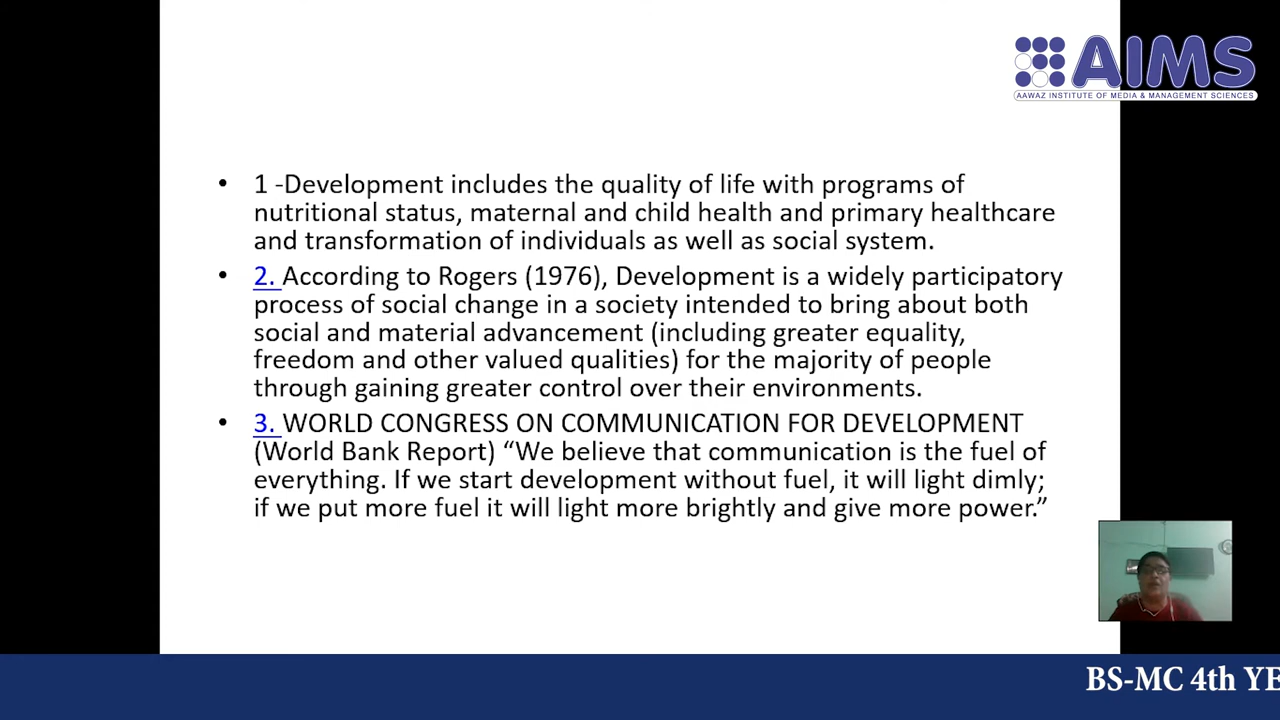 AIMS
AAWAZ INSTITUTE OF MEDIA & MANAGEMENT SCIENCES
• 1 -Development includes the quality of life with programs of
nutritional status, maternal and child health and primary healthcare
and transformation of individuals as well as social system.
• 2. According to Rogers (1976), Development is a widely participatory
process of social change in a society intended to bring about both
social and material advancement (including greater equality,
freedom and other valued qualities) for the majority of people
through gaining greater control over their environments.
• 3. WORLD CONGRESS ON COMMUNICATION FOR DEVELOPMENT
(World Bank Report) “We believe that communication is the fuel of
everything. If we start development without fuel, it will light dimly;
if we put more fuel it will light more brightly and give more power.”
BS-MC 4th YE